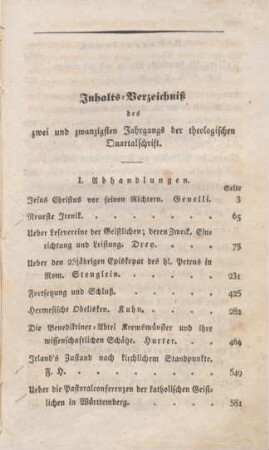 Inhalts-Verzeichniß
des
zwei und zwanzigsten Jahrgangs der theologischen
Quartalschrift.
I. Abhandlungen.
Seite
Jesus Christus vor seinen Richtern. Genelli. 3
Neueste Irenik. . . . . . . 65
Ueber Lesevereine der Geistlichen; deren Zweck, Ein-
richtung und Leistung. Drey. . . . 75
Ueber den 25jährigen Episkopat des hl. Petrus in
Rom. Stenglein. . . . . . 231
Fortsetzung und Schluß. . . . . 425
Hermesische Obelisken. Kuhn. . . . 282
Die Benediktiner-Abtei Kremsmünster und ihr
wissenschaftlichen Schätze. Hurter. . . 464
Irland's Zustand nach kirchlichem Standpunkte.
F. H. . . . . . . . 549
Ueber die Pastoralconferenzen der katholischen Geist-
lichen in Württemberg. . . . . 581